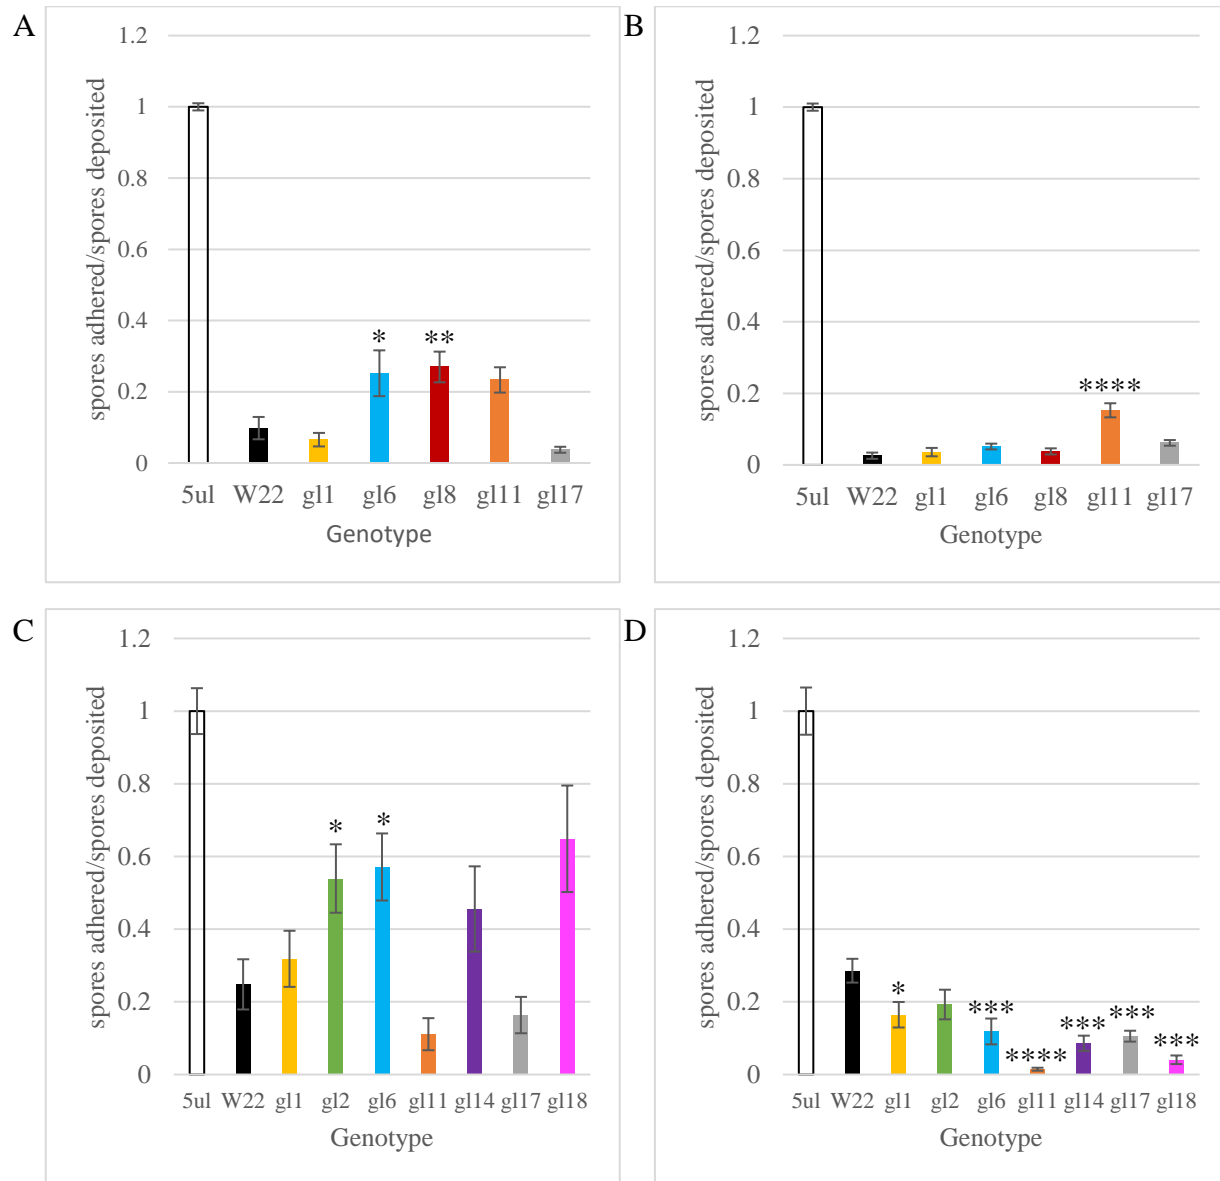 A
1.2
1
0.8
0.6
0.4
0.2
0
spores adhered/spores deposited
* **
5ul W22 gl1 gl6 gl8 gl11 gl17
Genotype
B
1.2
1
0.8
0.6
0.4
0.2
0
spores adhered/spores deposited
****
5ul W22 gl1 gl6 gl8 gl11 gl17
Genotype
C
1.2
1
0.8
0.6
0.4
0.2
0
spores adhered/spores deposited
* *
5ul W22 gl1 gl2 gl6 gl11 gl14 gl17 gl18
Genotype
D
1.2
1
0.8
0.6
0.4
0.2
0
spores adhered/spores deposited
* *** **** *** *** ***
5ul W22 gl1 gl2 gl6 gl11 gl14 gl17 gl18
Genotype